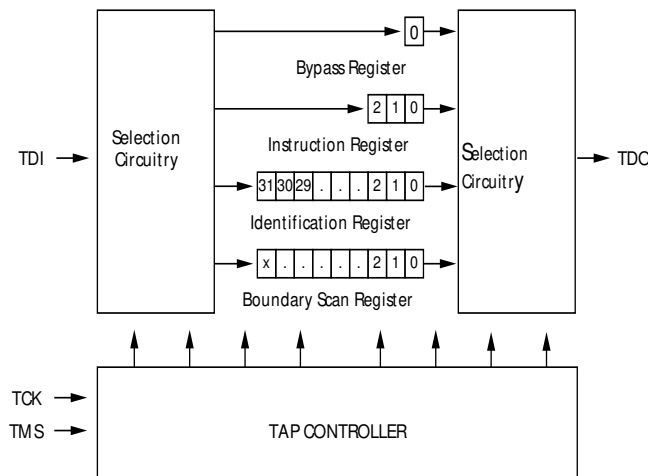 0
Bypass Register
2 1 0
Selection
Circuitry
TDI
Instruction Register
Selection
Circuitry
TDO
31 30 29 . . . 2 1 0
Identification Register
x . . . . . 2 1 0
Boundary Scan Register
TCK
TMS
TAP CONTROLLER